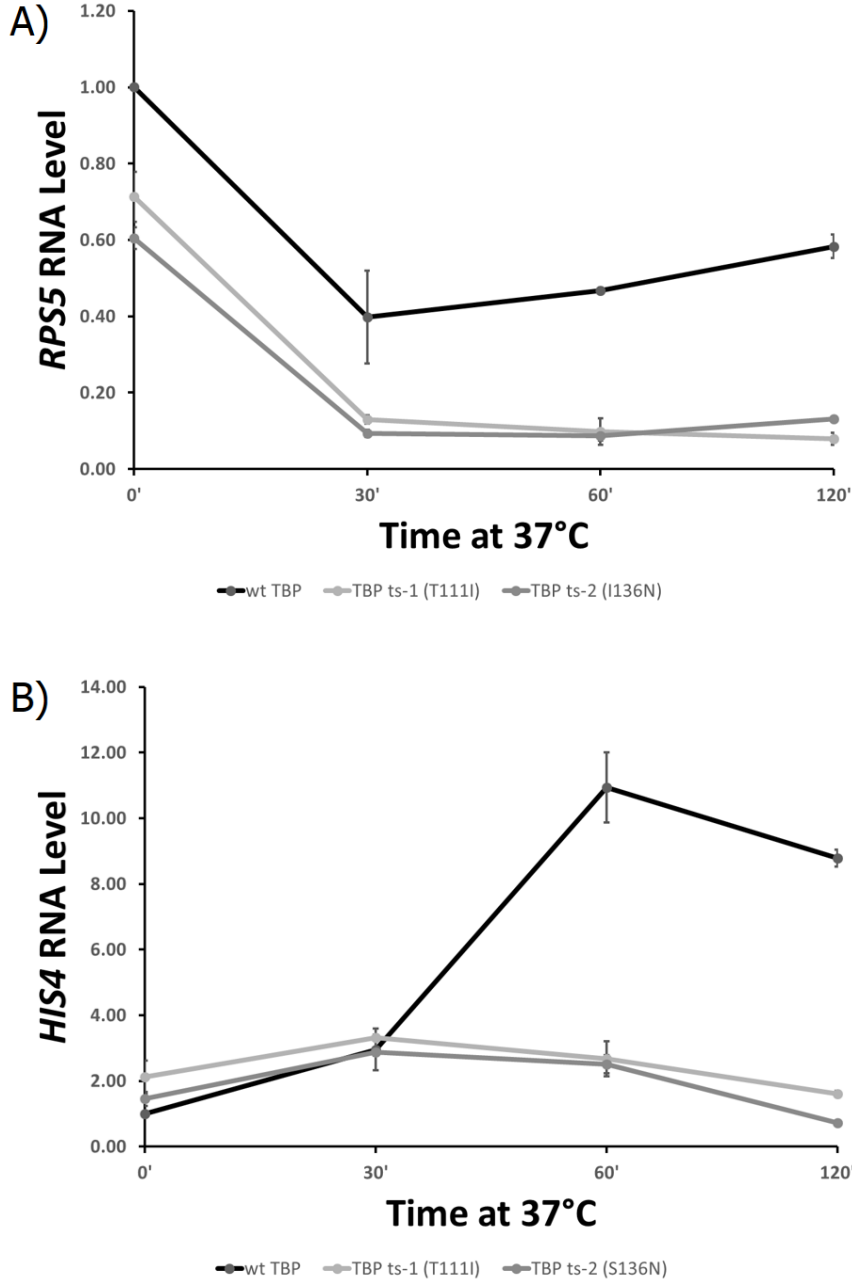 A)
1.20
1.00
0.80
0.60
0.40
0.20
0.00
RPS5 RNA Level
0' 30' 60' 120'
Time at 37°C
wt TBP TBP ts-1 (T111I) TBP ts-2 (I136N)
B)
14.00
12.00
10.00
8.00
6.00
4.00
2.00
0.00
HIS4 RNA Level
0' 30' 60' 120'
Time at 37°C
wt TBP TBP ts-1 (T111I) TBP ts-2 (S136N)